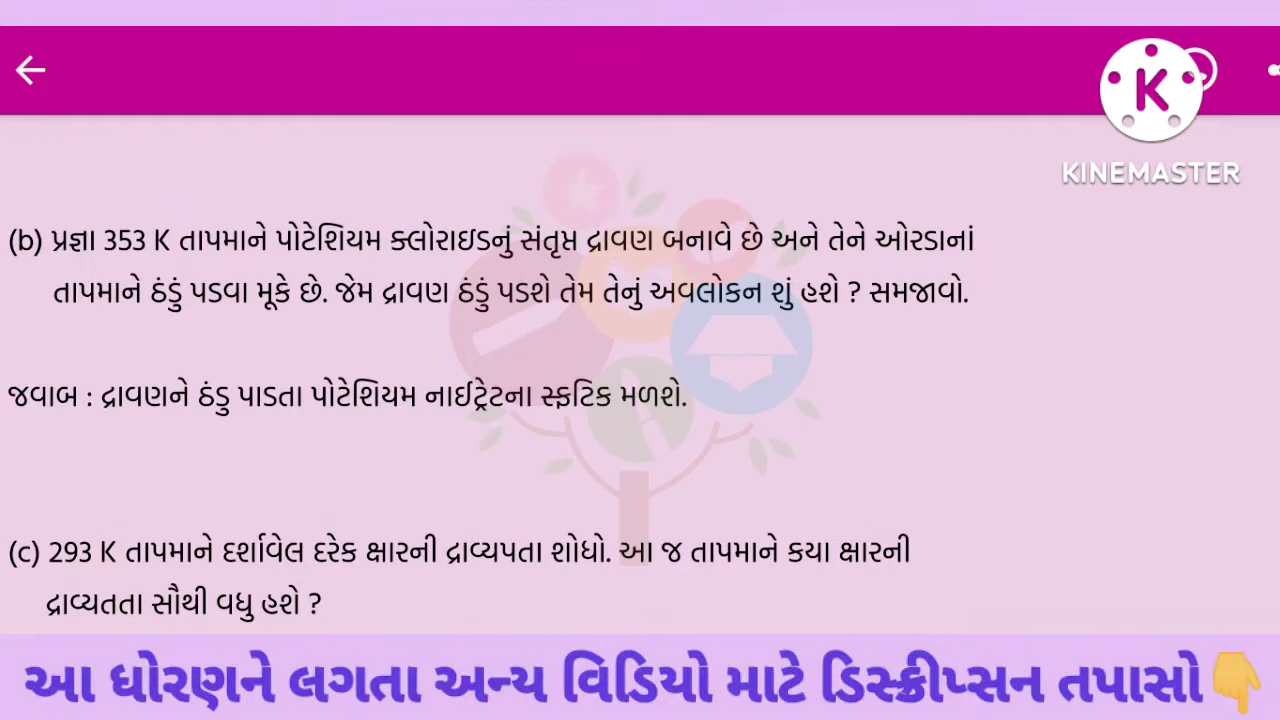 K
KINEMASTER
(b) પ્રજ્ઞા 353 K તાપમાને પોટેશિયમ ક્લોરાઇડનું સંતૃપ્ત દ્રાવણ બનાવે છે અને તેને ઓરડાનાં
તાપમાને ઠંડું પડવા મૂકે છે. જેમ દ્રાવણ ઠંડું પડશે તેમ તેનું અવલોકન શું હશે ? સમજાવો.
જવાબ : દ્રાવણને ઠંડુ પાડતા પોટેશિયમ નાઈટ્રેટના સ્ફટિક મળશે.
(c) 293 K તાપમાને દર્શાવેલ દરેક ક્ષારની દ્રાવ્યપતા શોધો. આ જ તાપમાને કયા ક્ષારની
દ્રાવ્યતતા સૌથી વધુ હશે ?
આ ધોરણને લગતા અન્ય વિડિયો માટે ડિસ્ક્રીપ્સન તપાસો👇